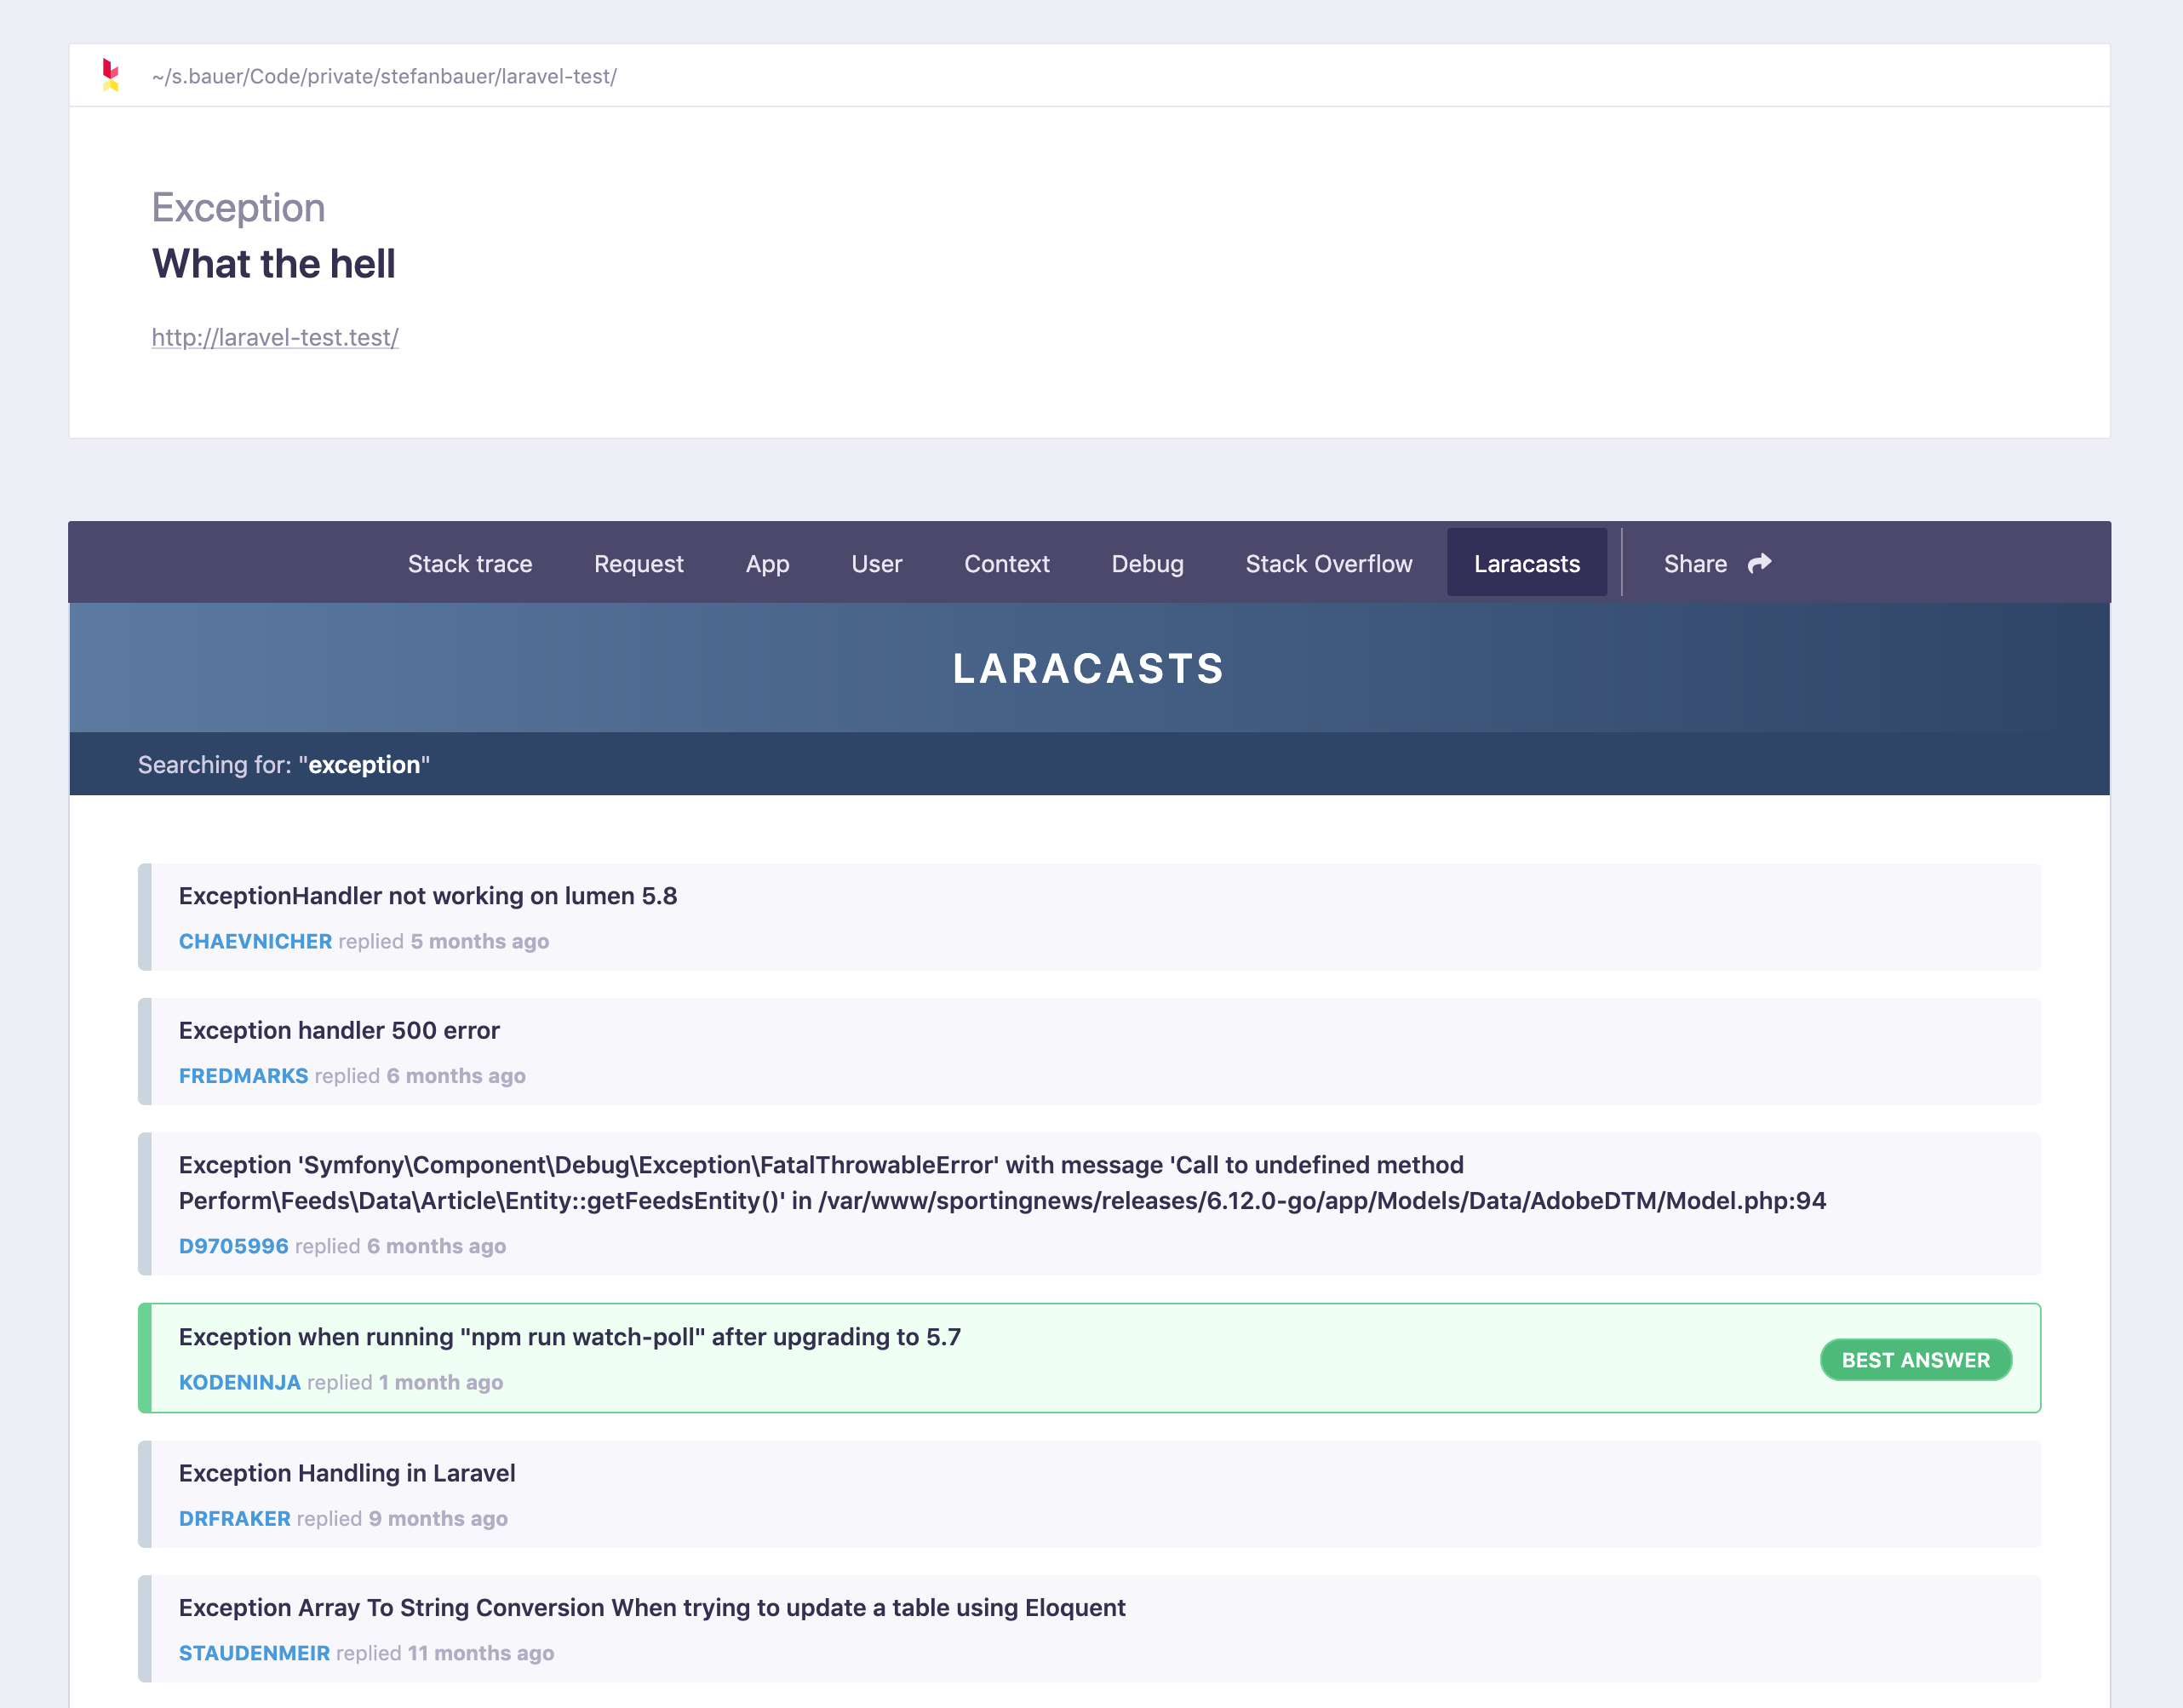 ~/s.bauer/Code/private/stefanbauer/laravel-test/
Exception
What the hell
http://laravel-test.test/
Stack trace Request App User Context Debug Stack Overflow Laracasts Share
LARACASTS
Searching for: "exception"
ExceptionHandler not working on lumen 5.8
CHAEVNICHER replied 5 months ago
Exception handler 500 error
FREDMARKS replied 6 months ago
Exception 'Symfony\Component\Debug\Exception\FatalThrowableError' with message 'Call to undefined method
Perform\Feeds\Data\Article\Entity::getFeedsEntity()' in /var/www/sportingnews/releases/6.12.0-go/app/Models/Data/AdobeDTM/Model.php:94
D9705996 replied 6 months ago
Exception when running "npm run watch-poll" after upgrading to 5.7
BEST ANSWER
KODENINJA replied 1 month ago
Exception Handling in Laravel
DRFRAKER replied 9 months ago
Exception Array To String Conversion When trying to update a table using Eloquent
STAUDENMEIR replied 11 months ago